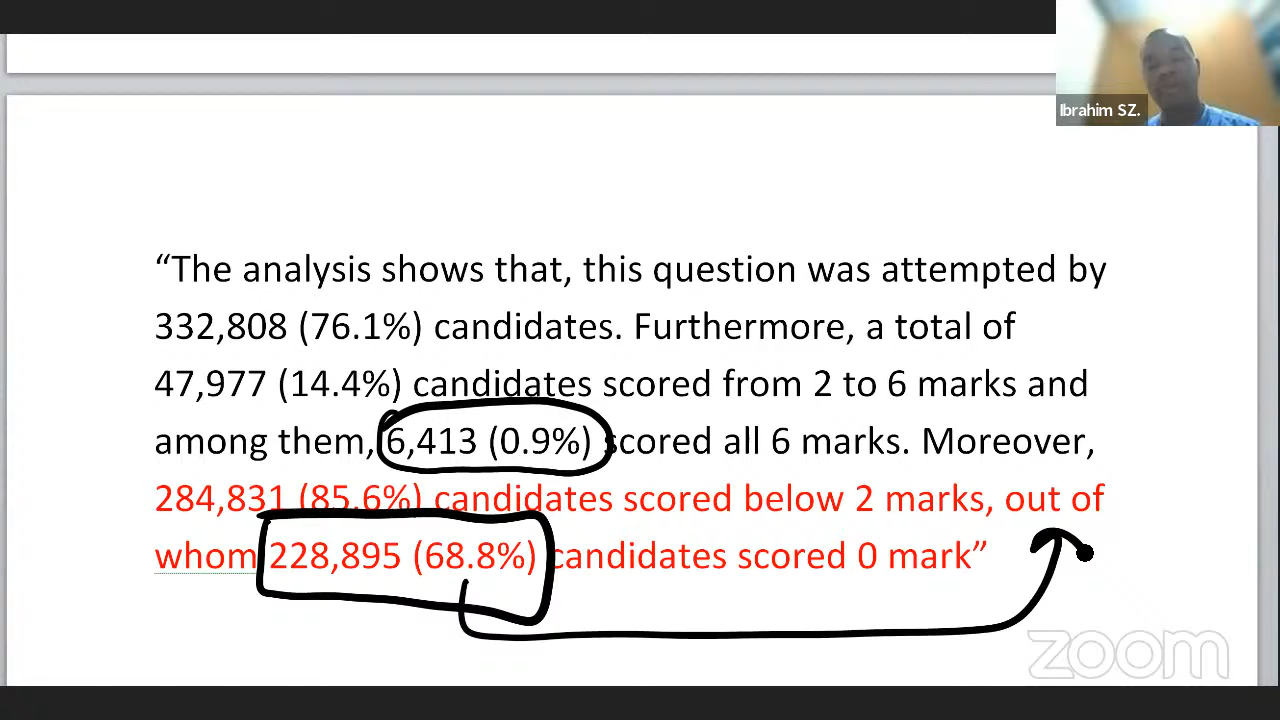 Ibrahim SZ.
“The analysis shows that, this question was attempted by
332,808 (76.1%) candidates. Furthermore, a total of
47,977 (14.4%) candidates scored from 2 to 6 marks and
among them, 6,413 (0.9%) scored all 6 marks. Moreover,
284,831 (85.6%) candidates scored below 2 marks, out of
whom 228,895 (68.8%) candidates scored 0 mark”
zoom